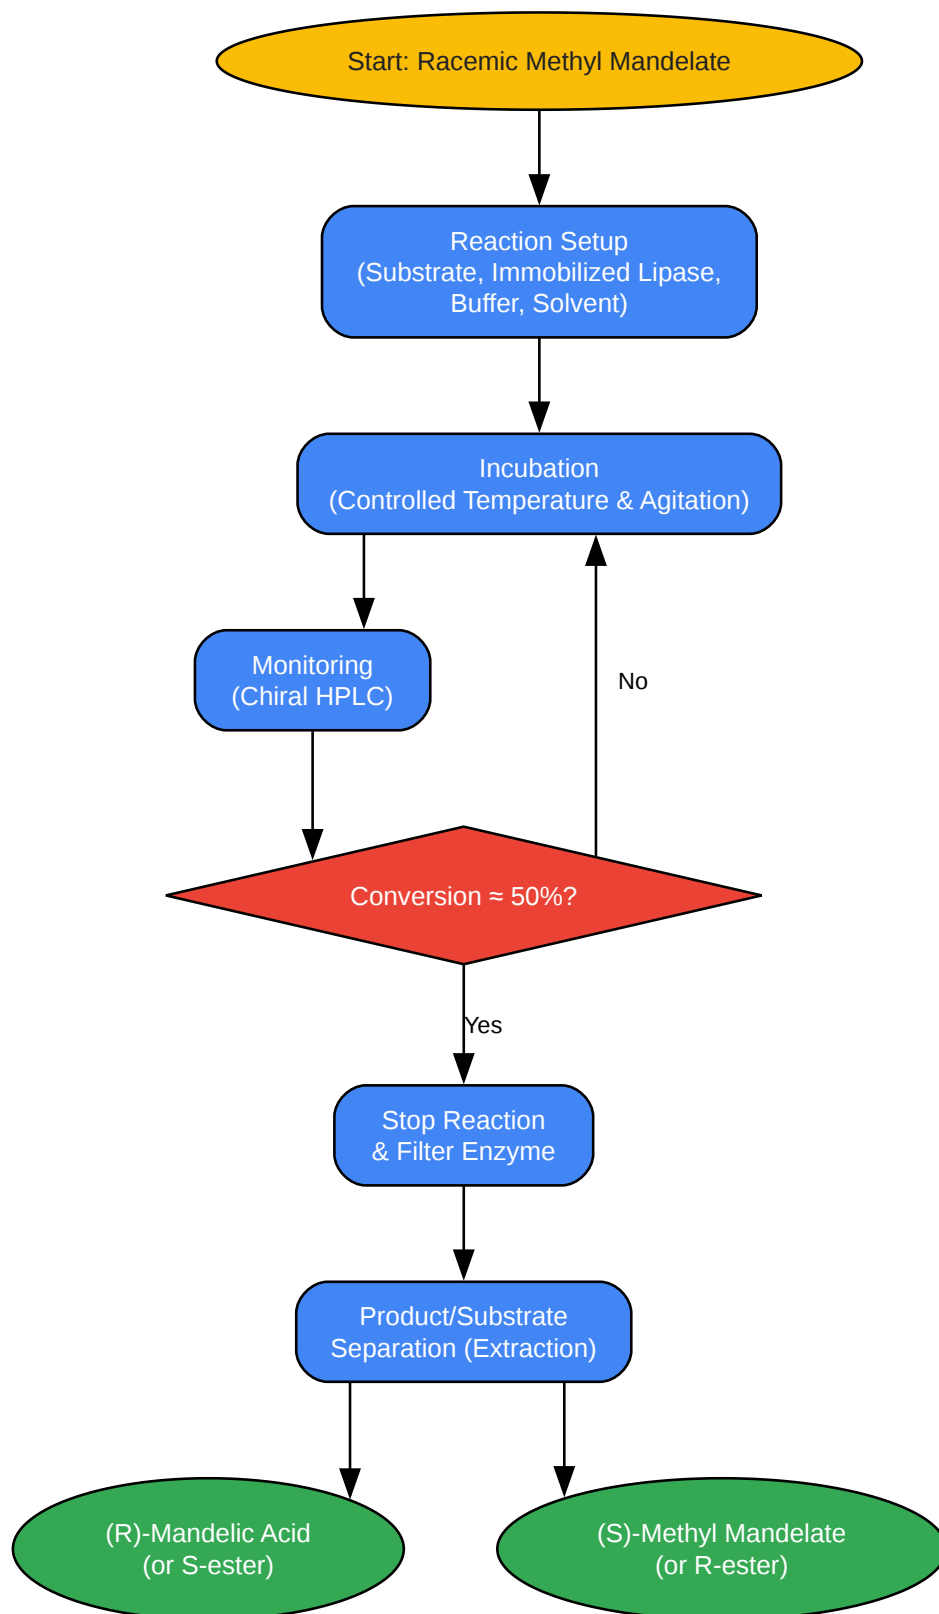 Start: Racemic Methyl Mandelate
Reaction Setup
(Substrate, Immobilized Lipase,
Buffer, Solvent)
Incubation
(Controlled Temperature & Agitation)
Monitoring
(Chiral HPLC)
No
Conversion ≈ 50%?
Yes
Stop Reaction
& Filter Enzyme
Product/Substrate
Separation (Extraction)
(R)-Mandelic Acid
(or S-ester)
(S)-Methyl Mandelate
(or R-ester)